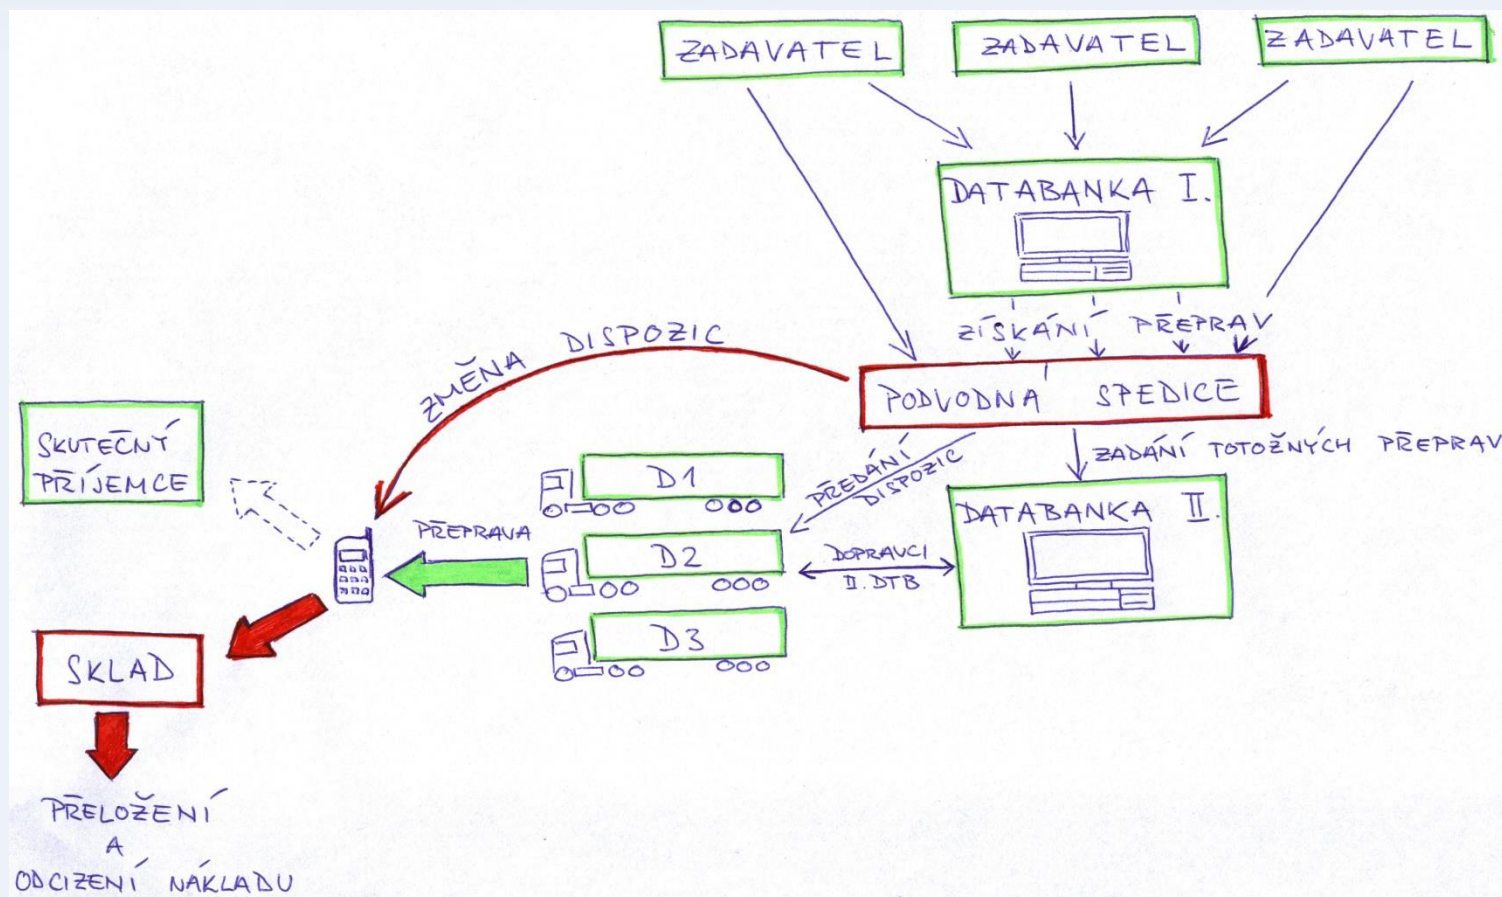 ZADAVATEL
ZADAVATEL
ZADAVATEL
DATABANKA I.
ZÍSKÁNÍ PŘEPRAV
ZMĚNA DISPOZIC
PODVODNÁ SPEDICE
SKUTEČNÝ
PŘÍJEMCE
PŘEDÁNÍ
DISPOZIC
ZADÁNÍ TOTOŽNÝCH PŘEPRAV
D1
DATABANKA II.
PŘEPRAVA
D2
DOPRAVCI
II. DTB
D3
SKLAD
PŘELOŽENÍ
A
ODCIZENÍ NÁKLADU